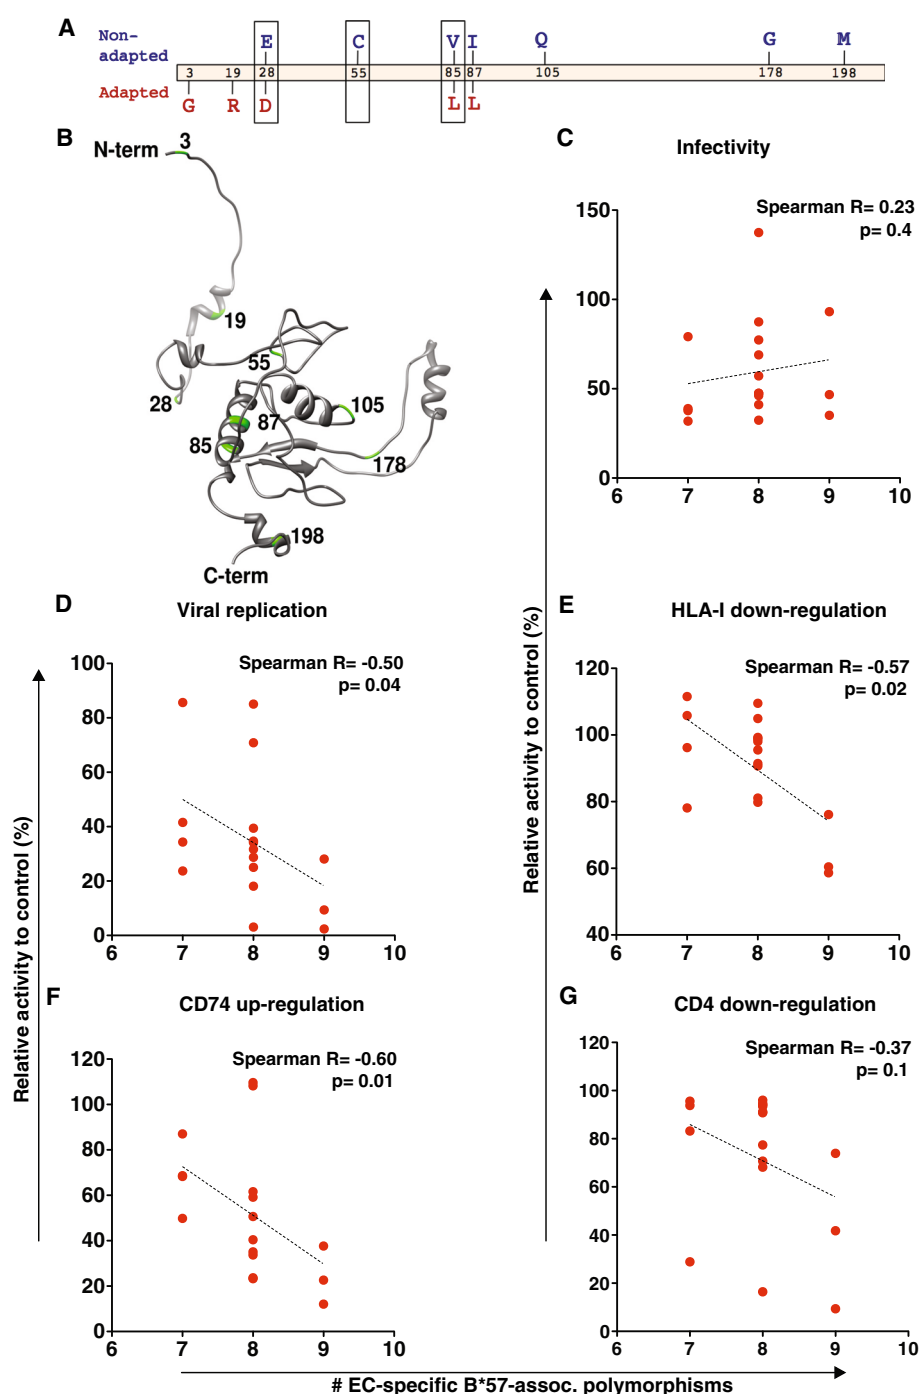 A
Non-
adapted
E C V I Q G M
3 19 28 55 85 87 105 178 198
Adapted
G R D L L
B
N-term
3
19
55
28
105
87
85
178
198
C-term
C
Infectivity
Spearman R= 0.23
p= 0.4
150
100
50
0
6 7 8 9 10
D
Viral replication
Spearman R= -0.50
p= 0.04
100
80
60
40
20
0
6 7 8 9 10
E
HLA-I down-regulation
Spearman R= -0.57
p= 0.02
120
100
80
60
40
6 7 8 9 10
F
CD74 up-regulation
Spearman R= -0.60
p= 0.01
120
100
80
60
40
20
0
6 7 8 9 10
G
CD4 down-regulation
Spearman R= -0.37
p= 0.1
120
100
80
60
40
20
0
6 7 8 9 10
Relative activity to control (%)
Relative activity to control (%)
# EC-specific B*57-assoc. polymorphisms